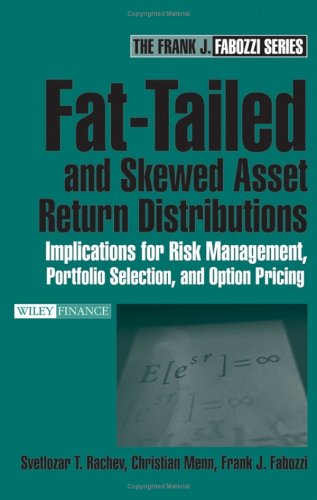 THE FRANK J. FABOZZI SERIES
Fat-Tailed
and Skewed Asset
Return Distributions
Implications for Risk Management,
Portfolio Selection, and Option Pricing
WILEY FINANCE
E[e^{sr}] = ∞
Svetlozar T. Rachev, Christian Menn, Frank J. Fabozzi